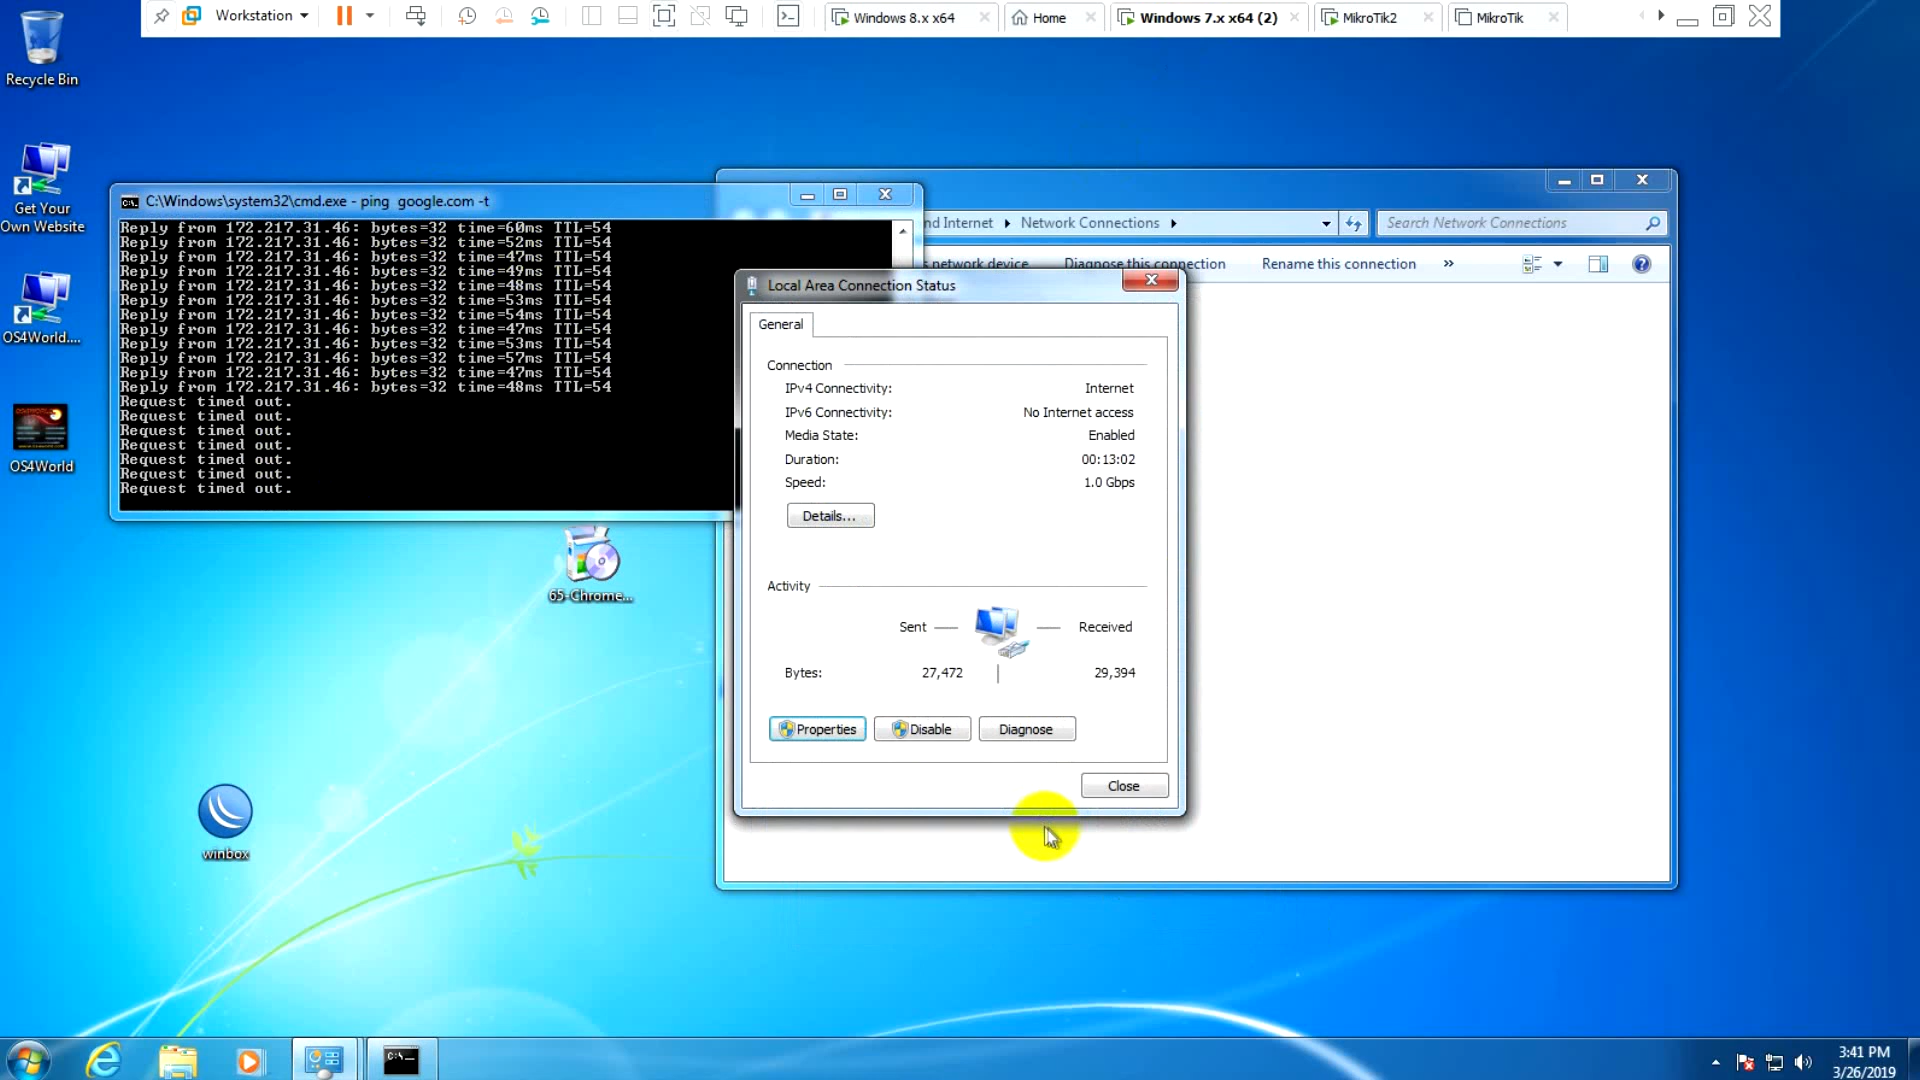 Workstation
Windows 8.x x64
Home
Windows 7.x x64 (2)
MikroTik2
MikroTik
Recycle Bin
Get Your
Own Website
OS4World....
OS4World
65-Chrome...
winbox
C:\Windows\system32\cmd.exe - ping  google.com -t
Reply from 172.217.31.46: bytes=32 time=60ms TTL=54
Reply from 172.217.31.46: bytes=32 time=52ms TTL=54
Reply from 172.217.31.46: bytes=32 time=47ms TTL=54
Reply from 172.217.31.46: bytes=32 time=49ms TTL=54
Reply from 172.217.31.46: bytes=32 time=48ms TTL=54
Reply from 172.217.31.46: bytes=32 time=53ms TTL=54
Reply from 172.217.31.46: bytes=32 time=54ms TTL=54
Reply from 172.217.31.46: bytes=32 time=47ms TTL=54
Reply from 172.217.31.46: bytes=32 time=53ms TTL=54
Reply from 172.217.31.46: bytes=32 time=57ms TTL=54
Reply from 172.217.31.46: bytes=32 time=47ms TTL=54
Reply from 172.217.31.46: bytes=32 time=48ms TTL=54
Request timed out.
Request timed out.
Request timed out.
Request timed out.
Request timed out.
Request timed out.
Request timed out.
nd Internet
Network Connections
Search Network Connections
s network device
Diagnose this connection
Rename this connection
»
Local Area Connection Status
General
Connection
IPv4 Connectivity: Internet
IPv6 Connectivity: No Internet access
Media State: Enabled
Duration: 00:13:02
Speed: 1.0 Gbps
Details...
Activity
Sent
Received
Bytes: 27,472 29,394
Properties
Disable
Diagnose
Close
3:41 PM
3/26/2019